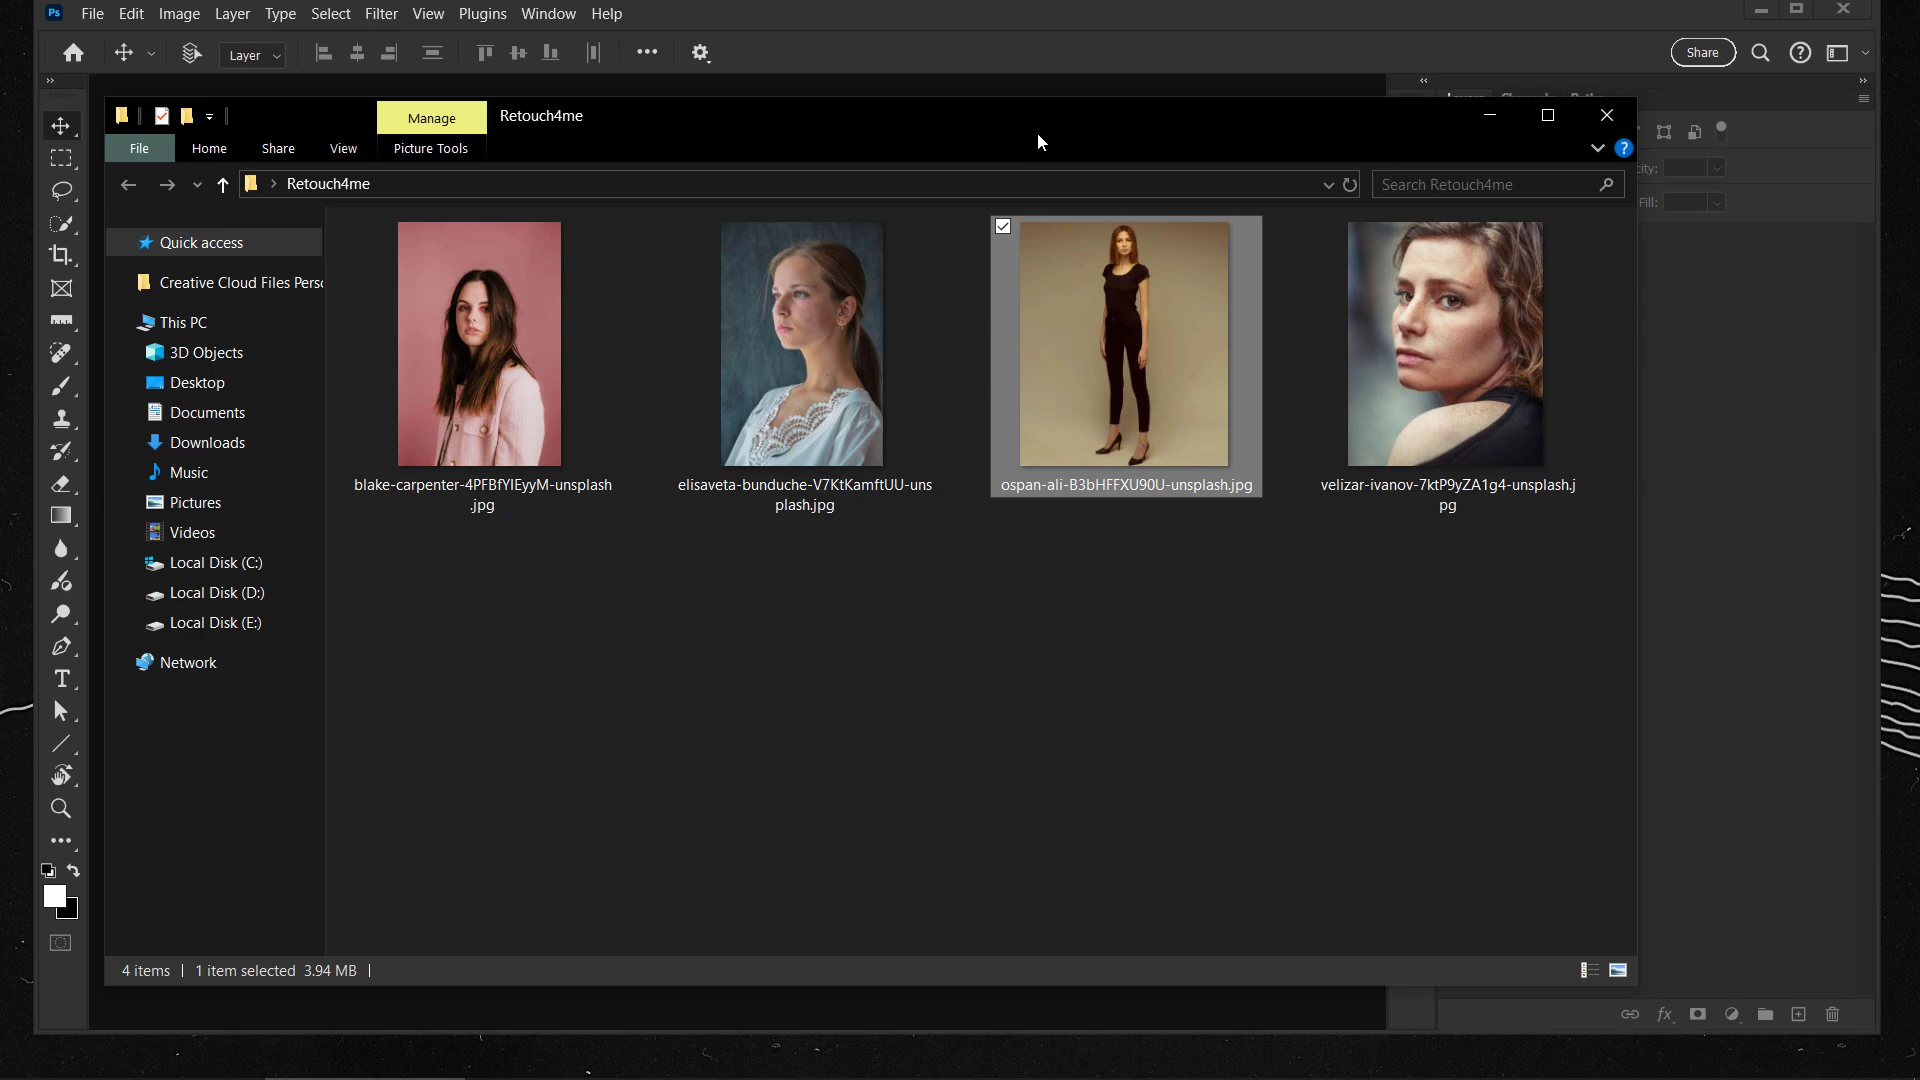 Ps File Edit Image Layer Type Select Filter View Plugins Window Help
Layer Share
Manage Retouch4me
File Home Share View Picture Tools
Retouch4me Search Retouch4me
Fill:
Quick access
Creative Cloud Files Perso
This PC
3D Objects
Desktop
Documents
Downloads
Music
Pictures
Videos
Local Disk (C:)
Local Disk (D:)
Local Disk (E:)
Network
blake-carpenter-4PFBfYlEyyM-unsplash
.jpg
elisaveta-bunduche-V7KtKamftUU-uns
plash.jpg
ospan-ali-B3bHFFXU90U-unsplash.jpg
velizar-ivanov-7ktP9yZA1g4-unsplash.j
pg
4 items 1 item selected 3.94 MB
fx